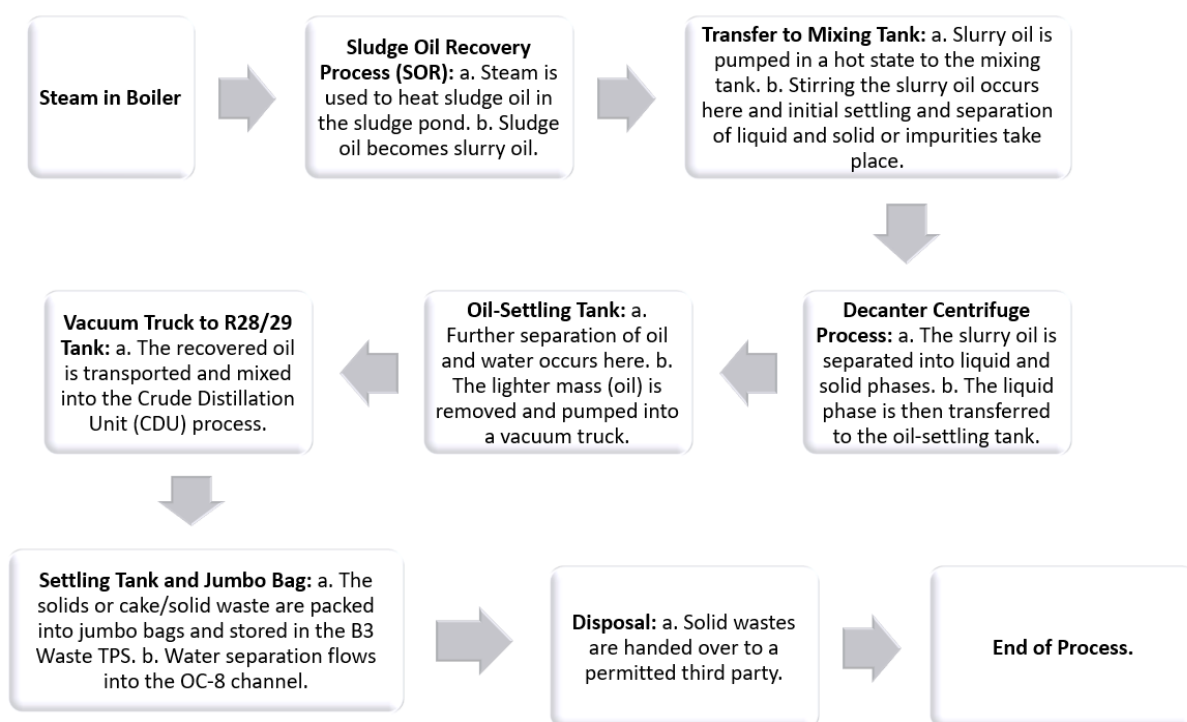 Steam in Boiler
Sludge Oil Recovery
Process (SOR): a. Steam is
used to heat sludge oil in
the sludge pond. b. Sludge
oil becomes slurry oil.
Transfer to Mixing Tank: a. Slurry oil is
pumped in a hot state to the mixing
tank. b. Stirring the slurry oil occurs
here and initial settling and separation
of liquid and solid or impurities take
place.
Decanter Centrifuge
Process: a. The slurry oil is
separated into liquid and
solid phases. b. The liquid
phase is then transferred
to the oil-settling tank.
Oil-Settling Tank: a.
Further separation of oil
and water occurs here. b.
The lighter mass (oil) is
removed and pumped into
a vacuum truck.
Vacuum Truck to R28/29
Tank: a. The recovered oil
is transported and mixed
into the Crude Distillation
Unit (CDU) process.
Settling Tank and Jumbo Bag: a. The
solids or cake/solid waste are packed
into jumbo bags and stored in the B3
Waste TPS. b. Water separation flows
into the OC-8 channel.
Disposal: a. Solid wastes
are handed over to a
permitted third party.
End of Process.